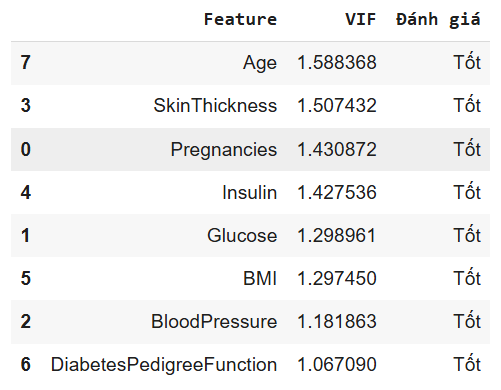 Feature VIF Đánh giá
7 Age 1.588368 Tốt
3 SkinThickness 1.507432 Tốt
0 Pregnancies 1.430872 Tốt
4 Insulin 1.427536 Tốt
1 Glucose 1.298961 Tốt
5 BMI 1.297450 Tốt
2 BloodPressure 1.181863 Tốt
6 DiabetesPedigreeFunction 1.067090 Tốt